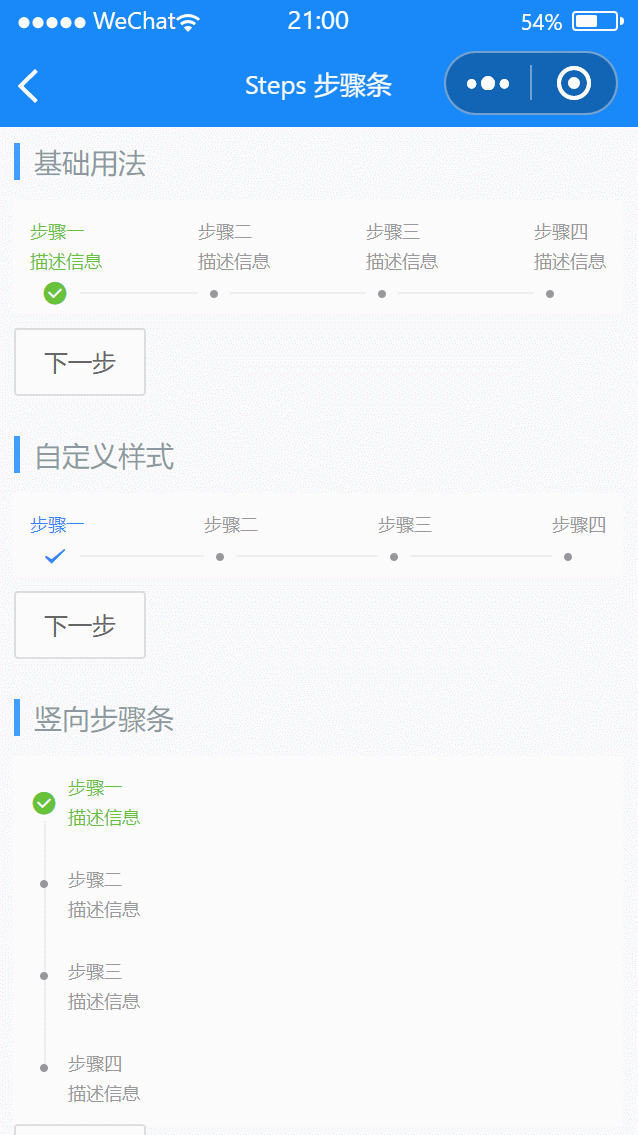 ●●●●● WeChat 21:00 54%
Steps 步骤条
基础用法
步骤一 步骤二 步骤三 步骤四
描述信息 描述信息 描述信息 描述信息
下一步
自定义样式
步骤一 步骤二 步骤三 步骤四
下一步
竖向步骤条
步骤一
描述信息
步骤二
描述信息
步骤三
描述信息
步骤四
描述信息